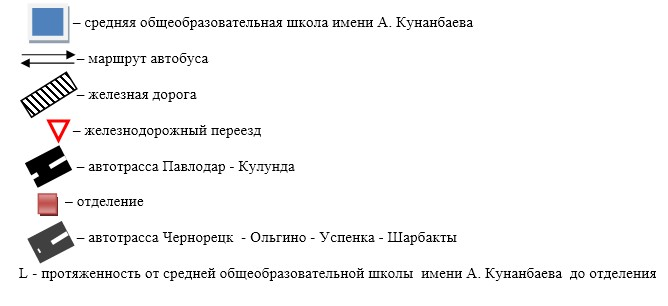 – средняя общеобразовательная школа имени А. Кунанбаева
– маршрут автобуса
– железная дорога
– железнодорожный переезд
– автотрасса Павлодар - Кулунда
– отделение
– автотрасса Чернорецк - Ольгино - Успенка - Шарбакты
L - протяженность от средней общеобразовательной школы имени А. Кунанбаева до отделения